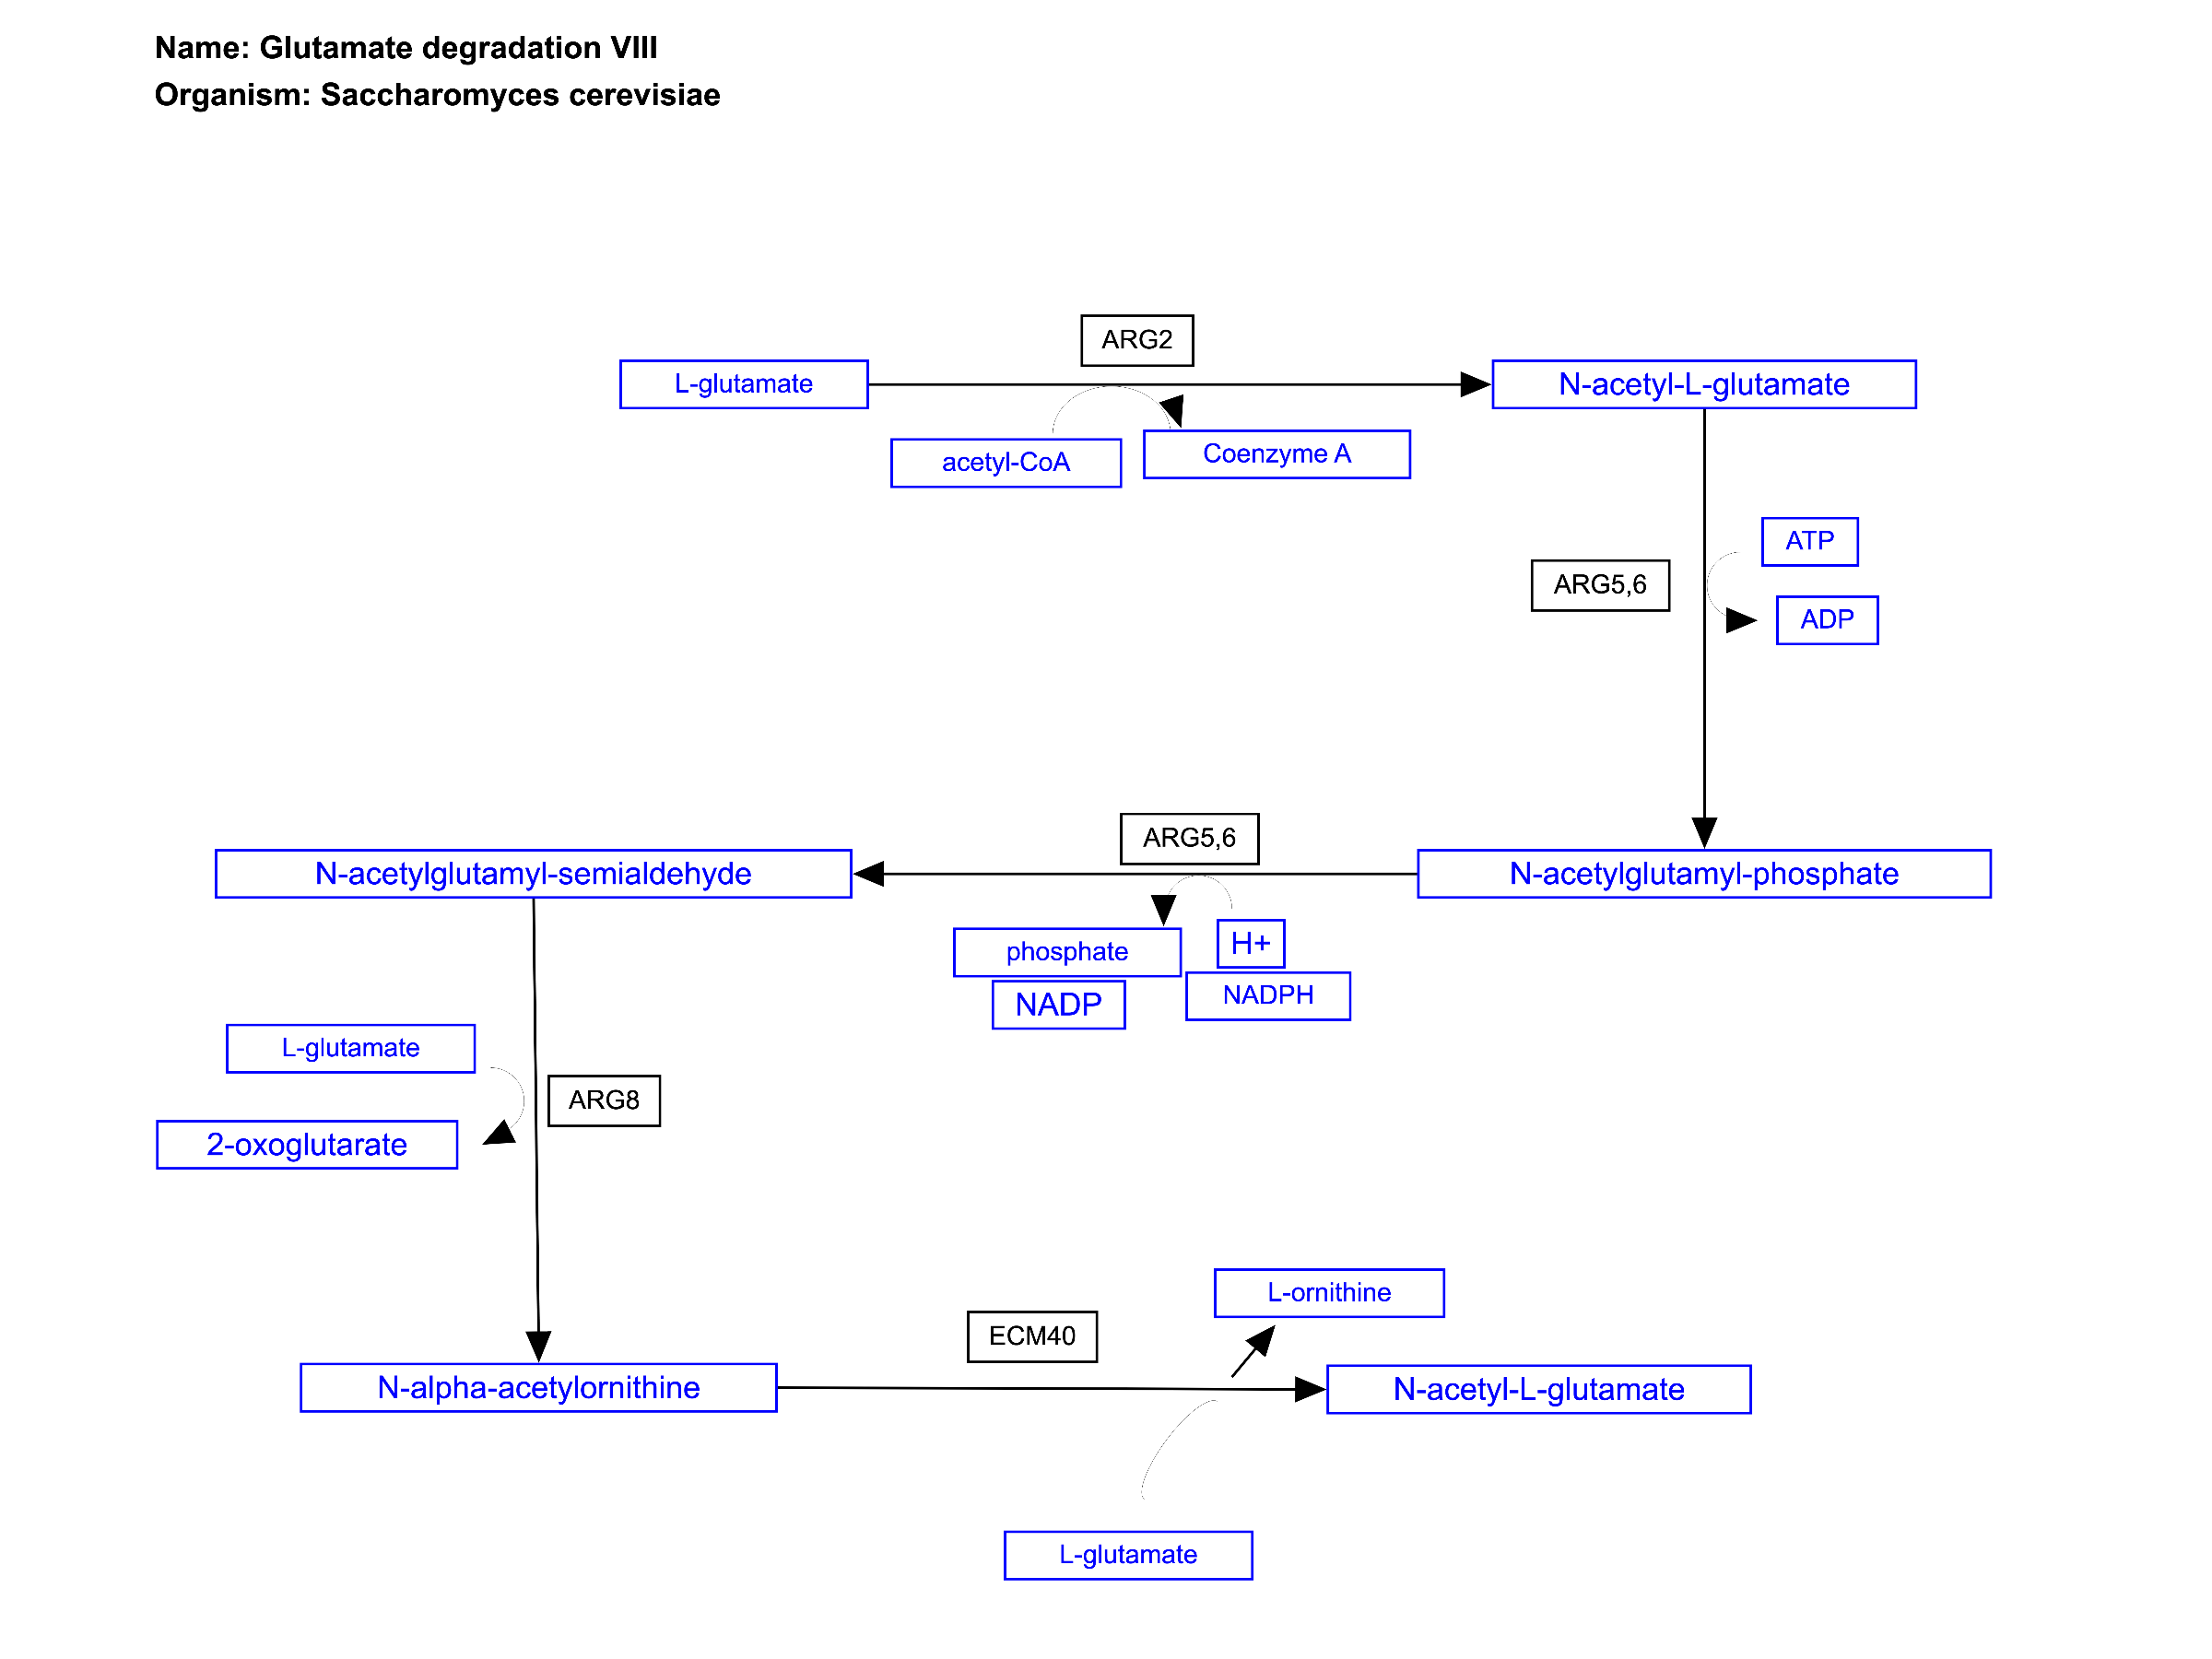 Name: Glutamate degradation VIII
Organism: Saccharomyces cerevisiae
ARG2
L-glutamate
N-acetyl-L-glutamate
acetyl-CoA
Coenzyme A
ATP
ARG5,6
ADP
ARG5,6
N-acetylglutamyl-semialdehyde
N-acetylglutamyl-phosphate
phosphate
H+
NADP
NADPH
L-glutamate
ARG8
2-oxoglutarate
L-ornithine
ECM40
N-alpha-acetylornithine
N-acetyl-L-glutamate
L-glutamate